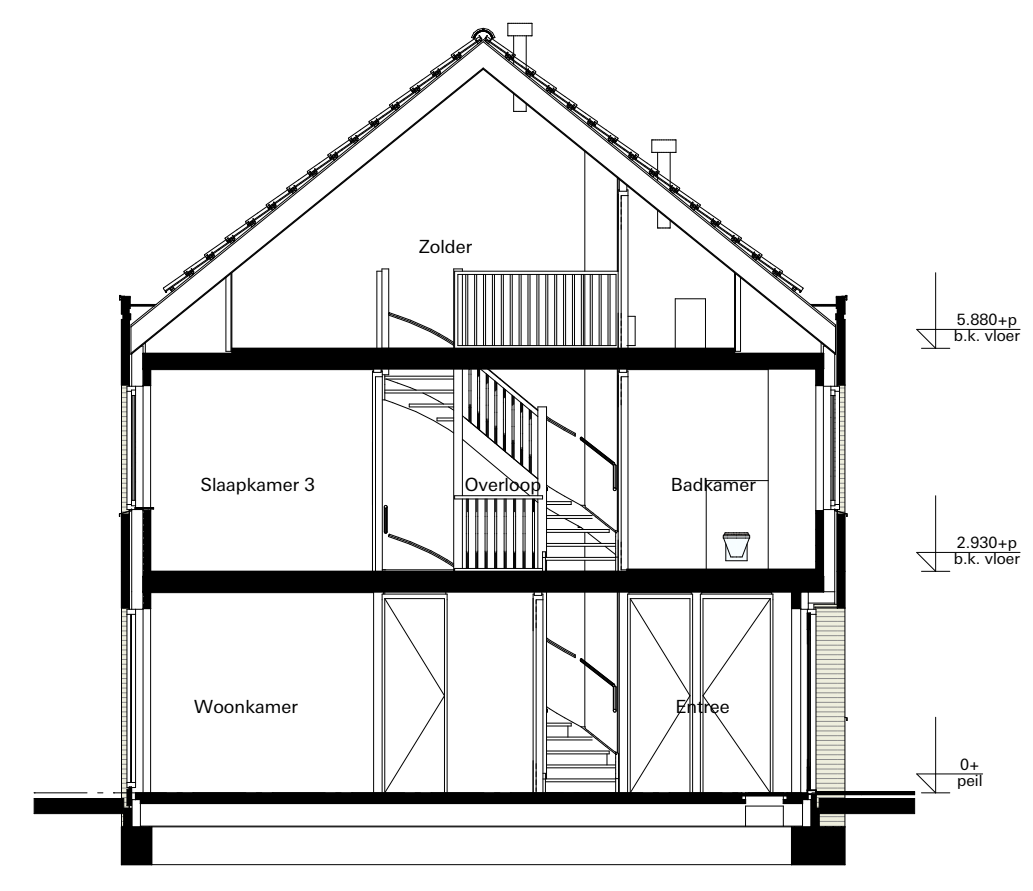 Zolder
5.880+p
b.k. vloer
Slaapkamer 3
Overloop
Badkamer
2.930+p
b.k. vloer
Woonkamer
Entree
0+
peil